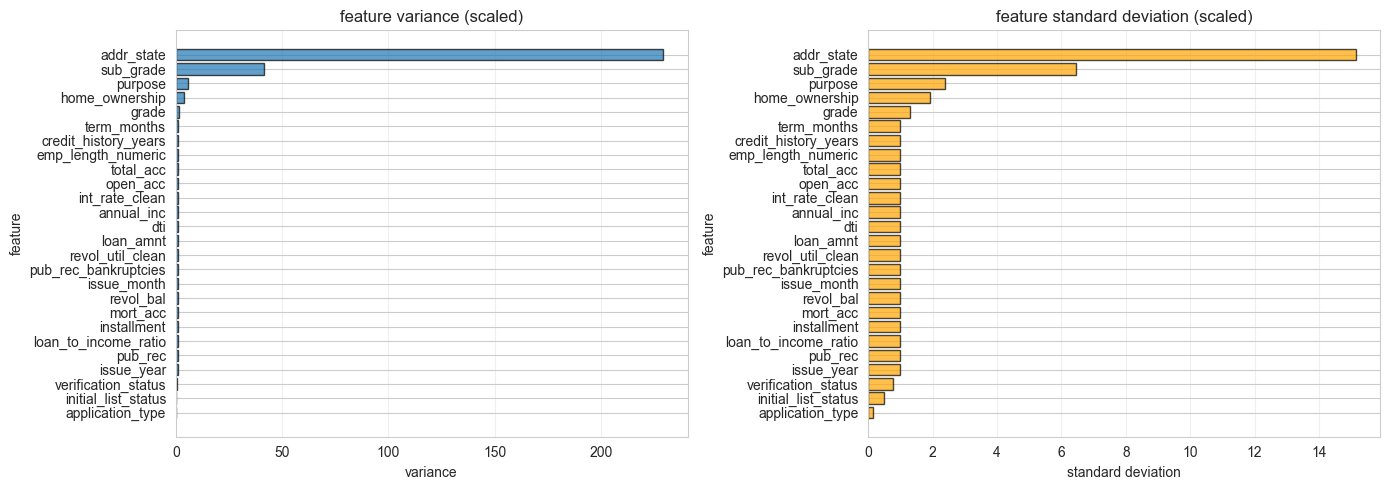 feature variance (scaled)
feature
addr_state
sub_grade
purpose
home_ownership
grade
term_months
credit_history_years
emp_length_numeric
total_acc
open_acc
int_rate_clean
annual_inc
dti
loan_amnt
revol_util_clean
pub_rec_bankruptcies
issue_month
revol_bal
mort_acc
installment
loan_to_income_ratio
pub_rec
issue_year
verification_status
initial_list_status
application_type
0 50 100 150 200
variance
feature standard deviation (scaled)
feature
addr_state
sub_grade
purpose
home_ownership
grade
term_months
credit_history_years
emp_length_numeric
total_acc
open_acc
int_rate_clean
annual_inc
dti
loan_amnt
revol_util_clean
pub_rec_bankruptcies
issue_month
revol_bal
mort_acc
installment
loan_to_income_ratio
pub_rec
issue_year
verification_status
initial_list_status
application_type
0 2 4 6 8 10 12 14
standard deviation